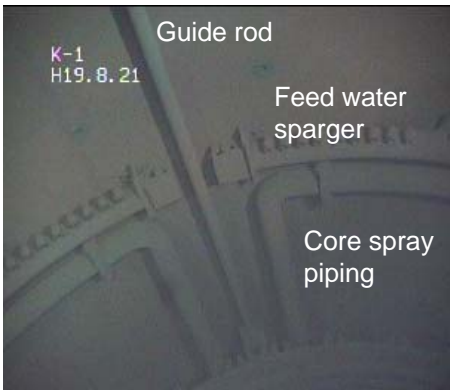 Guide rod
K-1
H19.8.21
Feed water
sparger
Core spray
piping